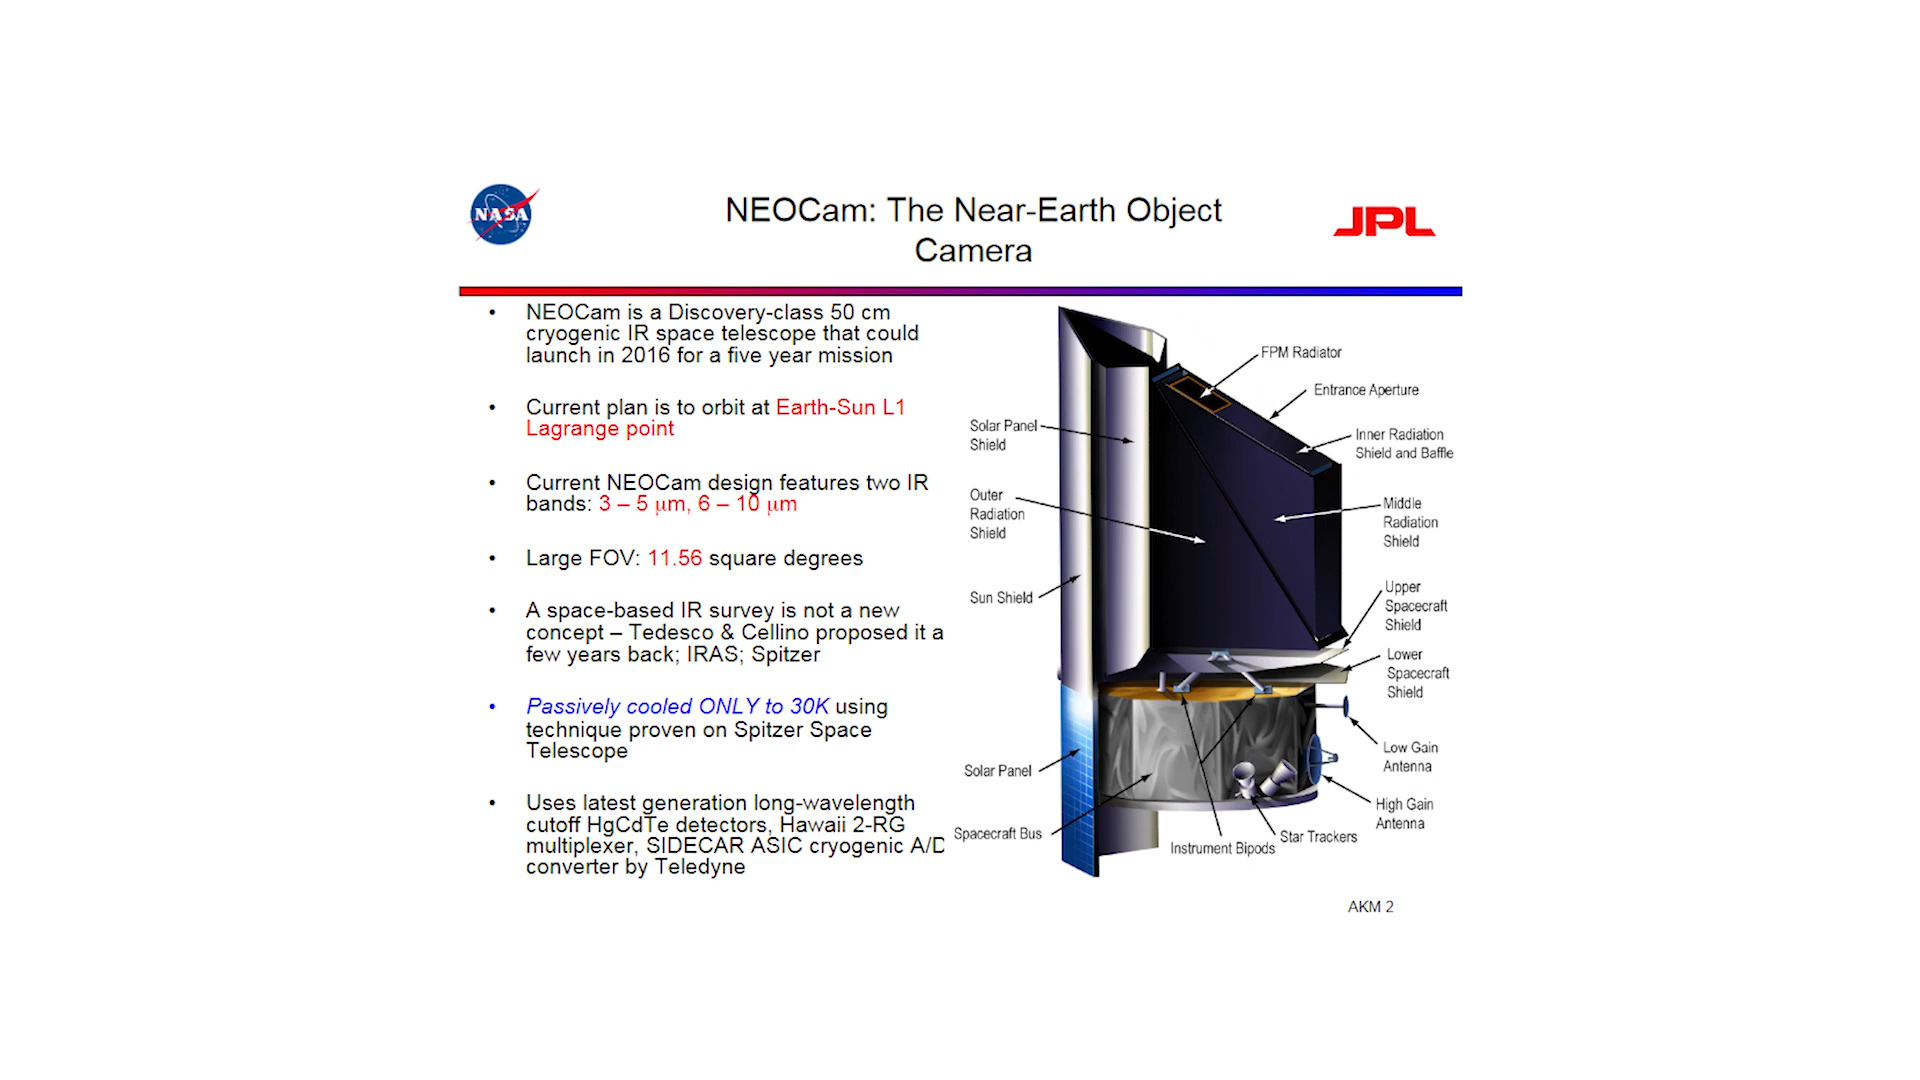 NASA
NEOCam: The Near-Earth Object
Camera
JPL
• NEOCam is a Discovery-class 50 cm
cryogenic IR space telescope that could
launch in 2016 for a five year mission
• Current plan is to orbit at Earth-Sun L1
Lagrange point
• Current NEOCam design features two IR
bands: 3 – 5 μm, 6 – 10 μm
• Large FOV: 11.56 square degrees
• A space-based IR survey is not a new
concept – Tedesco & Cellino proposed it a
few years back; IRAS; Spitzer
• Passively cooled ONLY to 30K using
technique proven on Spitzer Space
Telescope
• Uses latest generation long-wavelength
cutoff HgCdTe detectors, Hawaii 2-RG
multiplexer, SIDECAR ASIC cryogenic A/D
converter by Teledyne
FPM Radiator
Entrance Aperture
Solar Panel
Shield
Inner Radiation
Shield and Baffle
Outer
Radiation
Shield
Middle
Radiation
Shield
Sun Shield
Upper
Spacecraft
Shield
Lower
Spacecraft
Shield
Solar Panel
Low Gain
Antenna
High Gain
Antenna
Spacecraft Bus
Instrument Bipods
Star Trackers
AKM 2